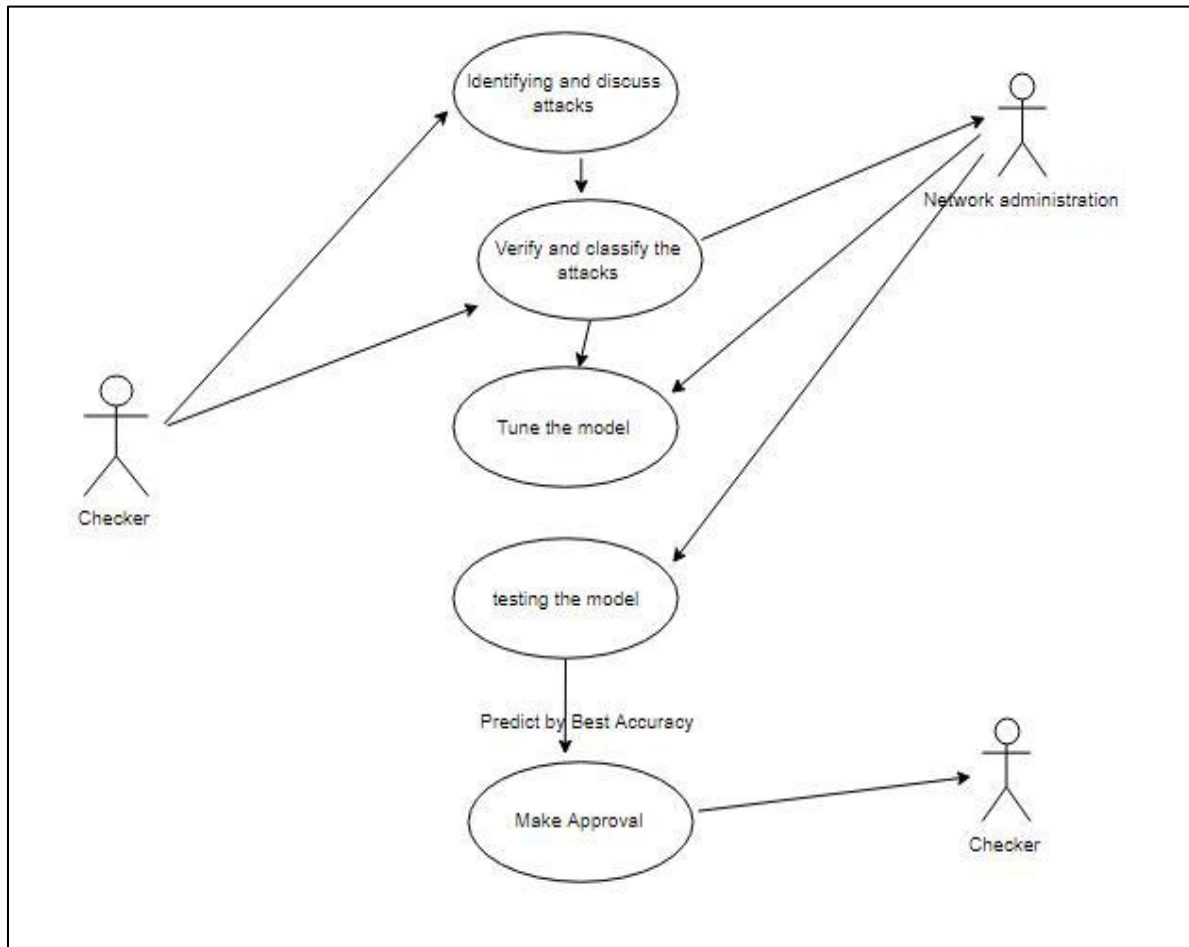 Identifying and discuss
attacks
Network administration
Verify and classify the
attacks
Tune the model
Checker
testing the model
Predict by Best Accuracy
Make Approval
Checker